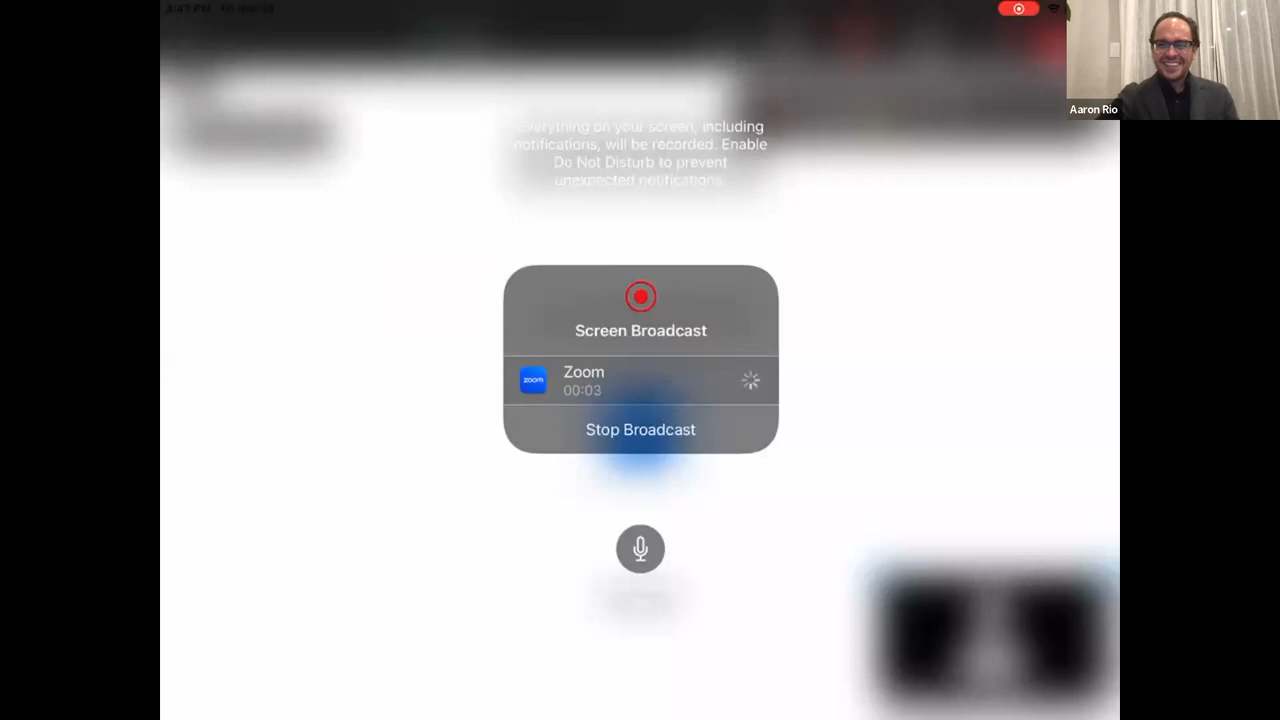 Aaron Rio
Everything on your screen, including
notifications, will be recorded. Enable
Do Not Disturb to prevent
unexpected notifications.
Screen Broadcast
zoom
Zoom
00:03
Stop Broadcast